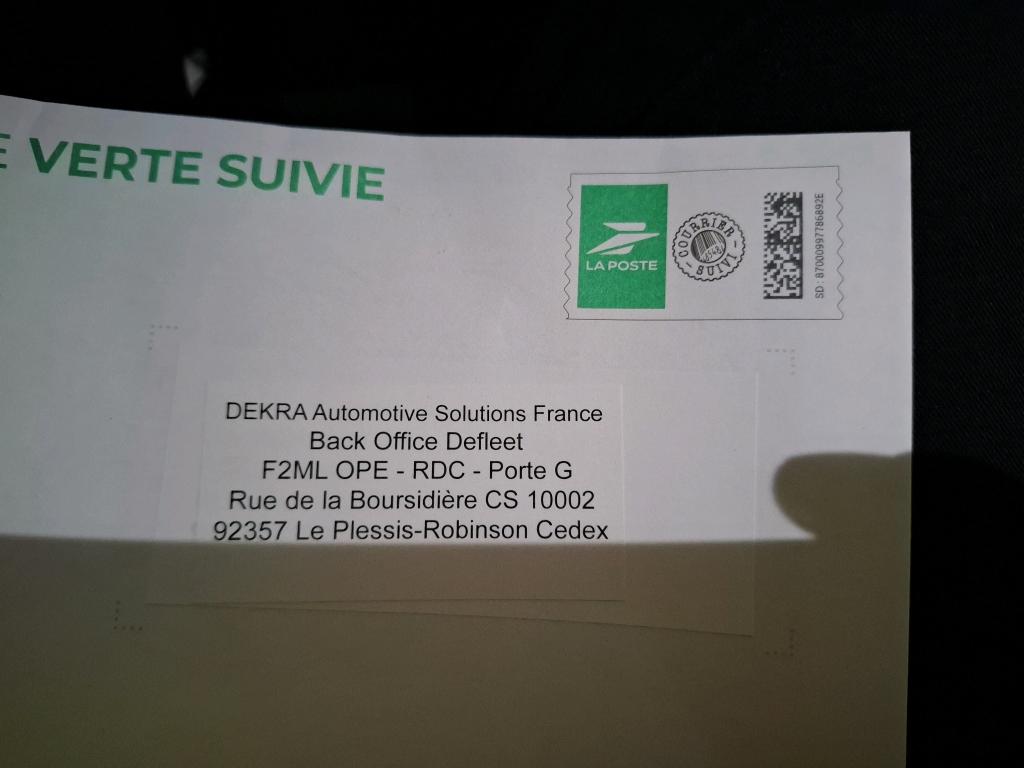 E VERTE SUIVIE
LA POSTE
COURRIER
SUIVI
SD : 87000997786892E
DEKRA Automotive Solutions France
Back Office Defleet
F2ML OPE - RDC - Porte G
Rue de la Boursidière CS 10002
92357 Le Plessis-Robinson Cedex